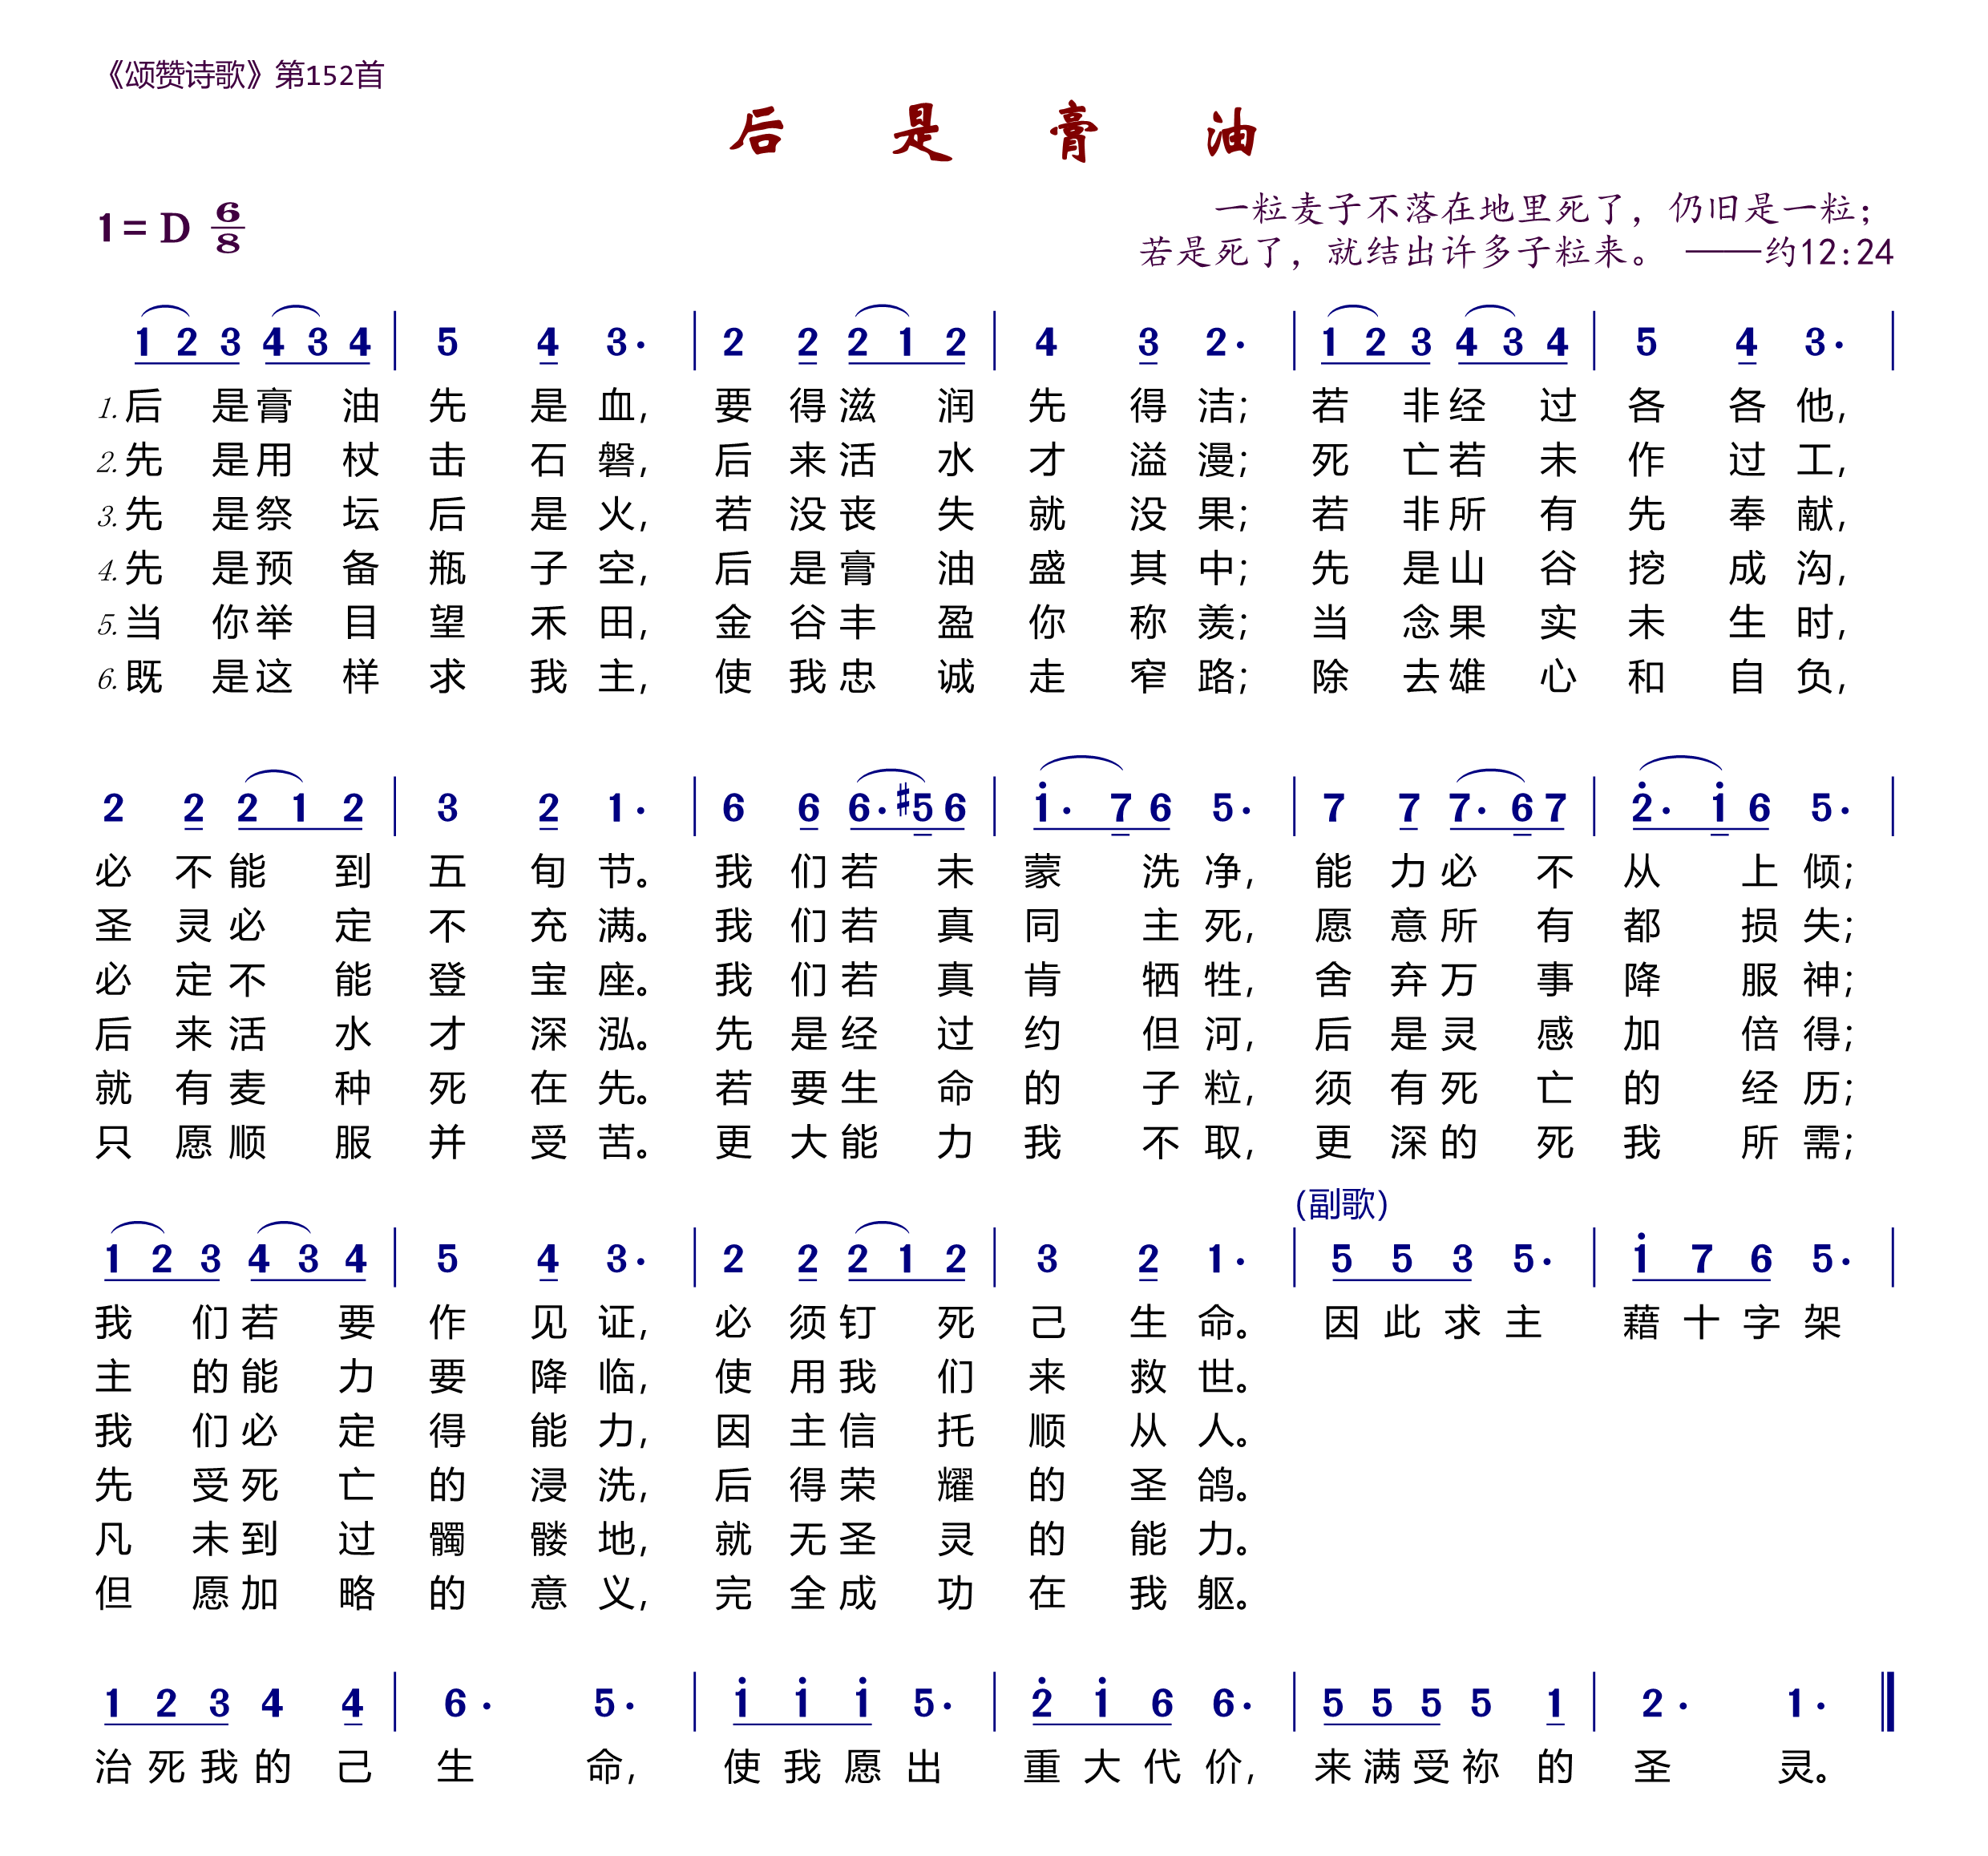 《颂赞诗歌》第152首
后是膏油
1=D 6/8
一粒麦子不落在地里死了，仍旧是一粒；
若是死了，就结出许多子粒来。 ——约12:24
1 2 3 4 3 4 | 5 4 3· | 2 2 2 1 2 | 4 3 2· | 1 2 3 4 3 4 | 5 4 3· |
1.后是膏油先是血，要得滋润先得洁；若非经过各各他，
2.先是用杖击石磐，后来活水才溢漫；死亡若未作过工，
3.先是祭坛后是火，若没丧失就没果；若非所有先奉献，
4.先是预备瓶子空，后是膏油盛其中；先是山谷挖成沟，
5.当你举目望禾田，金谷丰盈你称羡；当念果实未生时，
6.既是这样求我主，使我忠诚走窄路；除去雄心和自负，
2 2 2 1 2 | 3 2 1· | 6 6 6· #5 6 | i· 7 6 5· | 7 7 7· 6 7 | 2̇· i 6 5· |
必不能到五旬节。我们若未蒙洗净，能力必不从上倾；
圣灵必定不充满。我们若真同主死，愿意所有都损失；
必定不能登宝座。我们若真肯牺牲，舍弃万事降服神；
后来活水才深泓。先是经过约但河，后是灵感加倍得；
就有麦种死在先。若要生命的子粒，须有死亡的经历；
只愿顺服并受苦。更大能力我不取，更深的死我所需；
(副歌)
1 2 3 4 3 4 | 5 4 3· | 2 2 2 1 2 | 3 2 1· | 5 5 3 5· | i 7 6 5· |
我们若要作见证，必须钉死己生命。因此求主藉十字架
主的能力要降临，使用我们来救世。
我们必定得能力，因主信托顺从人。
先受死亡的浸洗，后得荣耀的圣鸽。
凡未到过髑髅地，就无圣灵的能力。
但愿加略的意义，完全成功在我躯。
1 2 3 4 4 | 6· 5· | i i i 5· | 2̇ i 6 6· | 5 5 5 5 1 | 2· 1· ‖
治死我的己生命，使我愿出重大代价，来满受祢的圣灵。